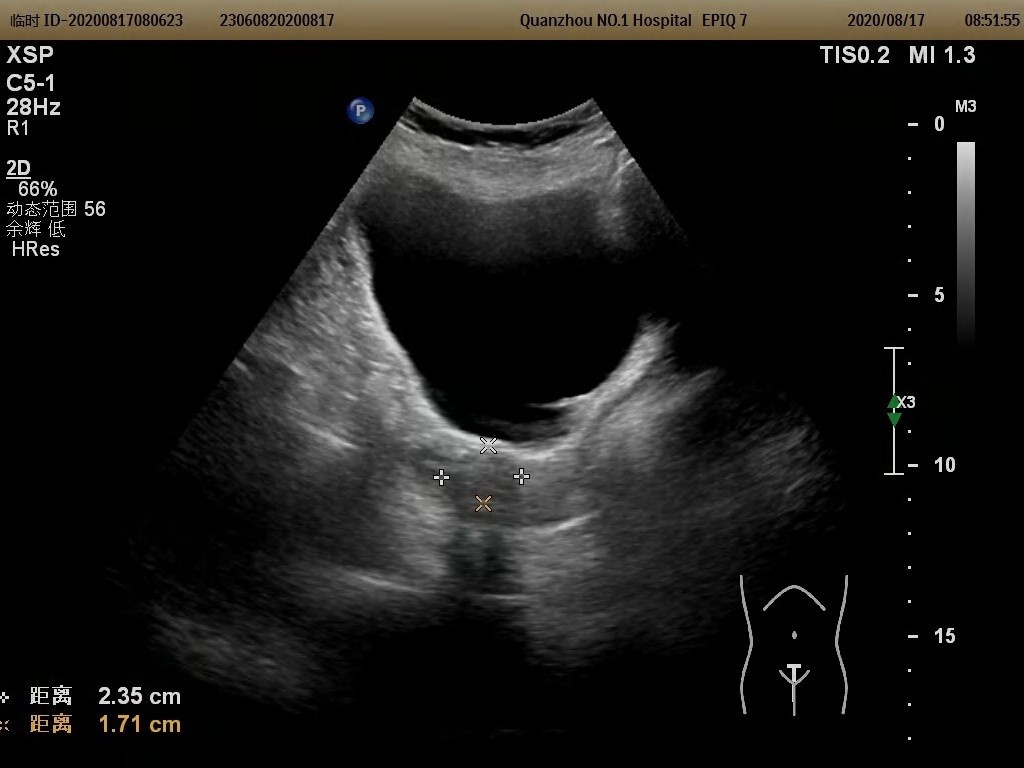 临时 ID-20200817080623 23060820200817 Quanzhou NO.1 Hospital EPIQ 7 2020/08/17 08:51:55
XSP
TIS0.2 MI 1.3
C5-1
28Hz
R1
P
M3
2D
66%
动态范围 56
余辉 低
HRes
0
5
X3
10
15
距离 2.35 cm
距离 1.71 cm